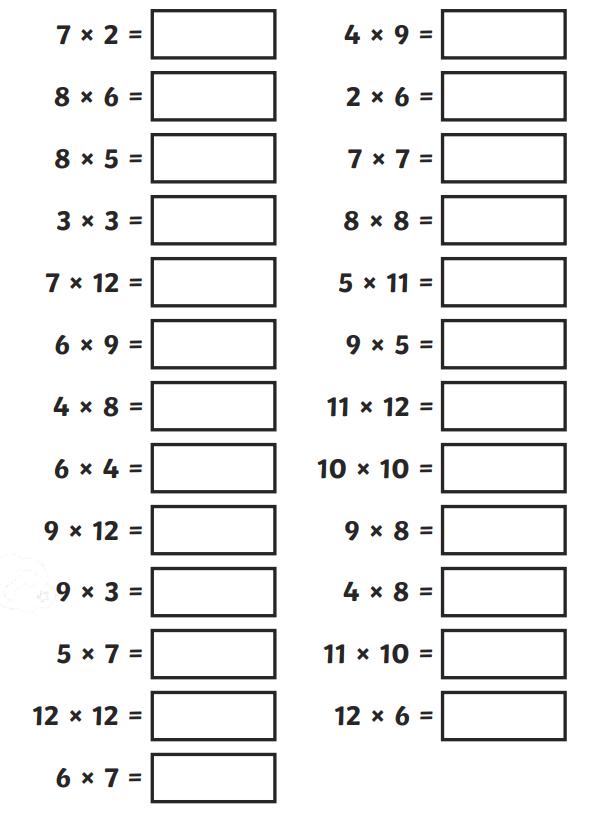 7 × 2 =
8 × 6 =
8 × 5 =
3 × 3 =
7 × 12 =
6 × 9 =
4 × 8 =
6 × 4 =
9 × 12 =
9 × 3 =
5 × 7 =
12 × 12 =
6 × 7 =
4 × 9 =
2 × 6 =
7 × 7 =
8 × 8 =
5 × 11 =
9 × 5 =
11 × 12 =
10 × 10 =
9 × 8 =
4 × 8 =
11 × 10 =
12 × 6 =